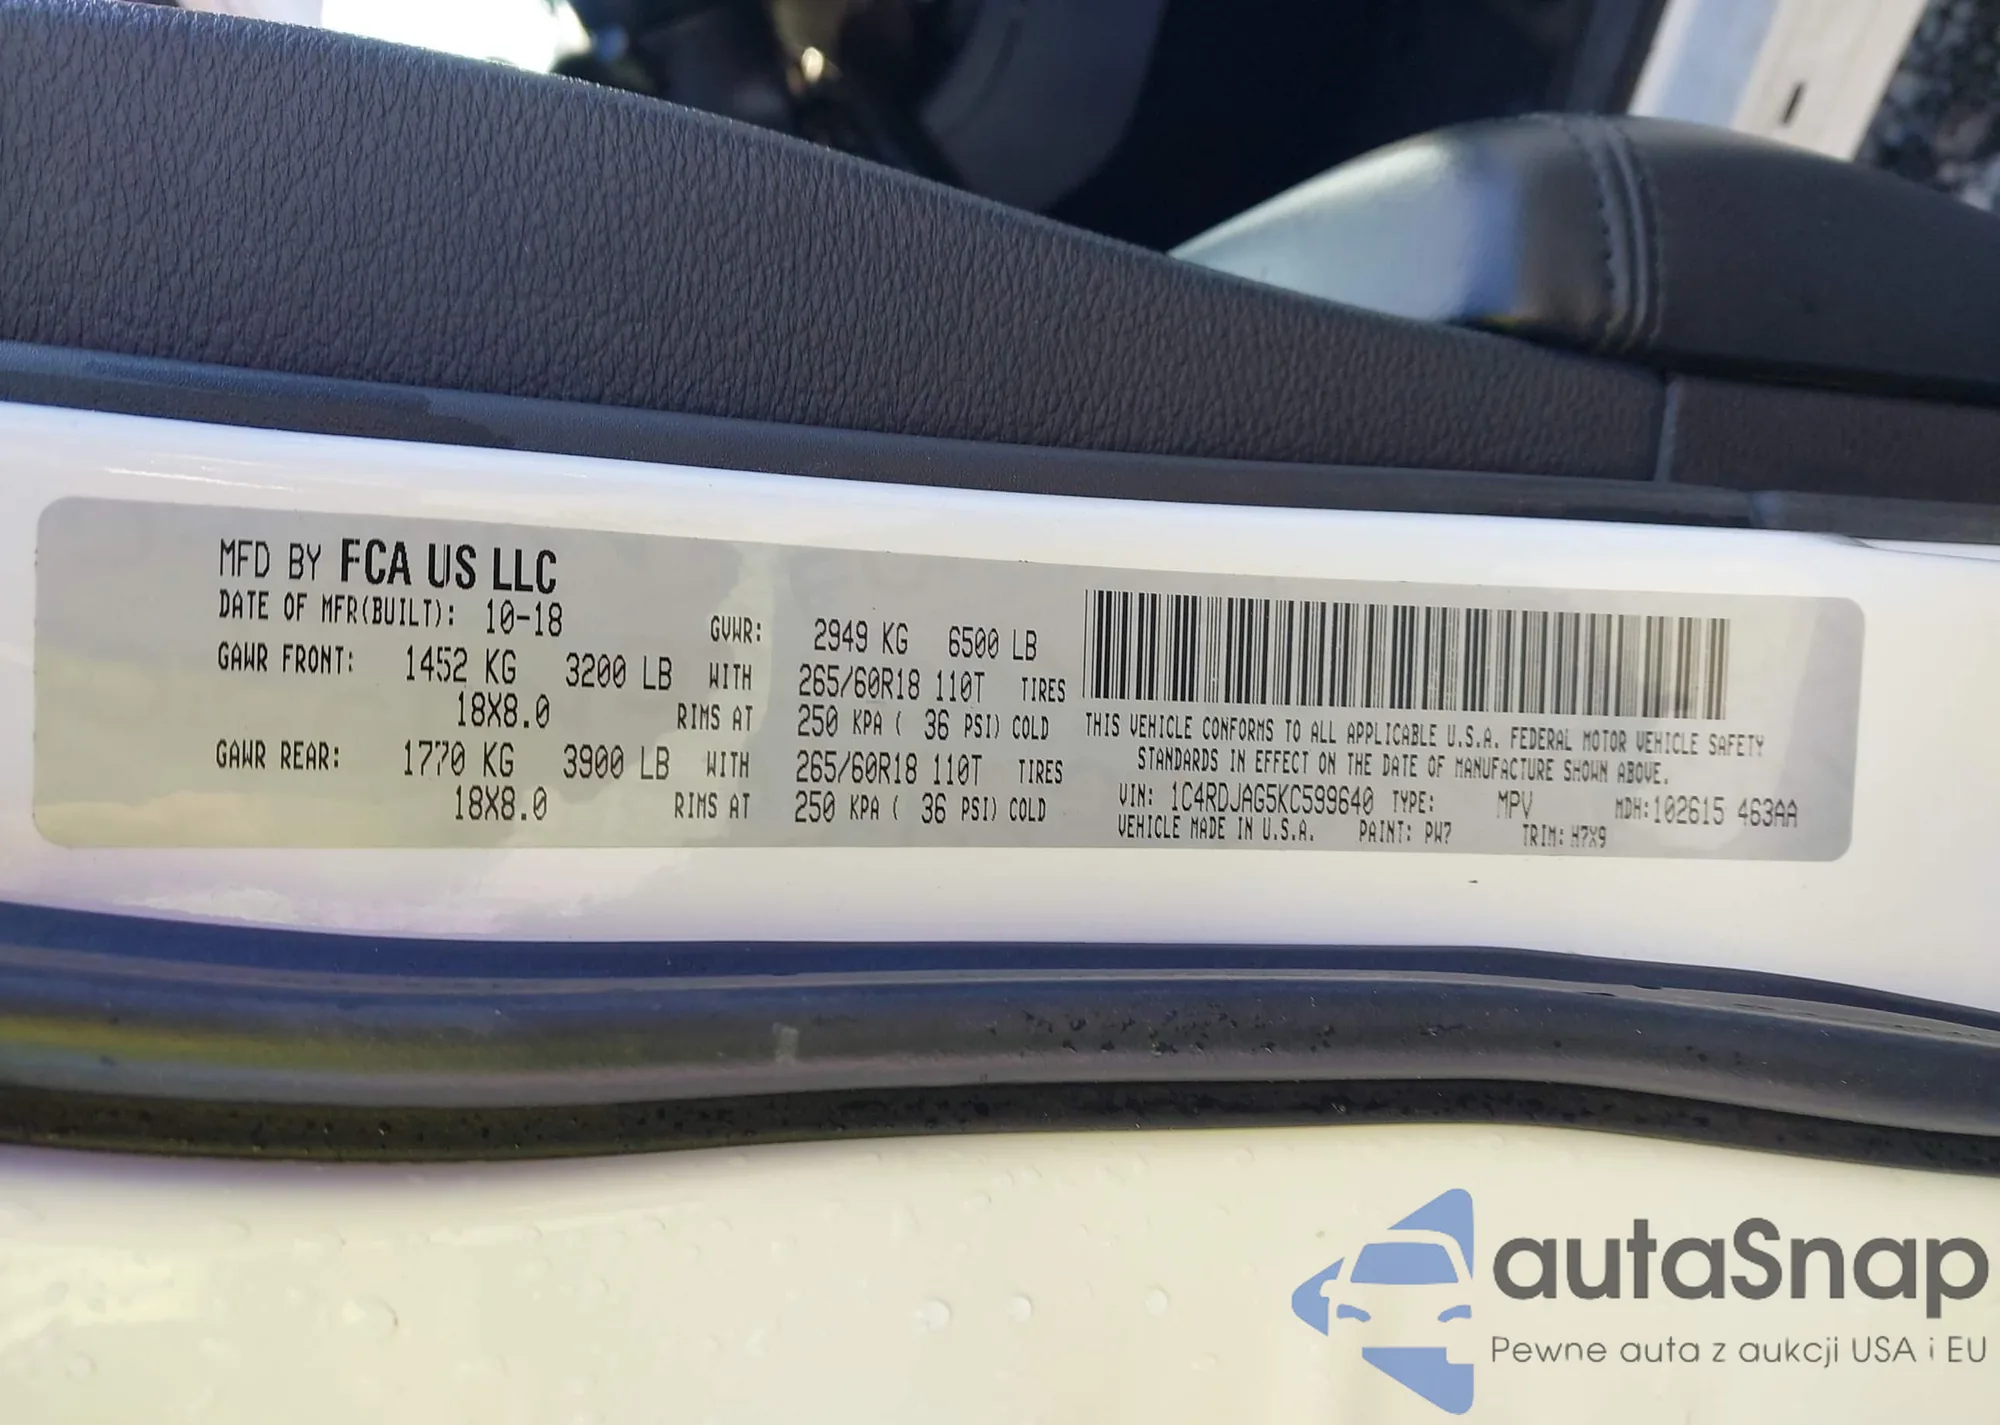 MFD BY FCA US LLC
DATE OF MFR(BUILT): 10-18 GVWR: 2949 KG 6500 LB
GAWR FRONT: 1452 KG 3200 LB WITH 265/60R18 110T TIRES
18X8.0 RIMS AT 250 KPA ( 36 PSI) COLD
GAWR REAR: 1770 KG 3900 LB WITH 265/60R18 110T TIRES
18X8.0 RIMS AT 250 KPA ( 36 PSI) COLD
THIS VEHICLE CONFORMS TO ALL APPLICABLE U.S.A. FEDERAL MOTOR VEHICLE SAFETY
STANDARDS IN EFFECT ON THE DATE OF MANUFACTURE SHOWN ABOVE.
VIN: 1C4RDJAG5KC599640 TYPE: MPV MDH:102615 463AA
VEHICLE MADE IN U.S.A. PAINT: PW7 TRIM: H7X9
autaSnap
Pewne auta z aukcji USA i EU